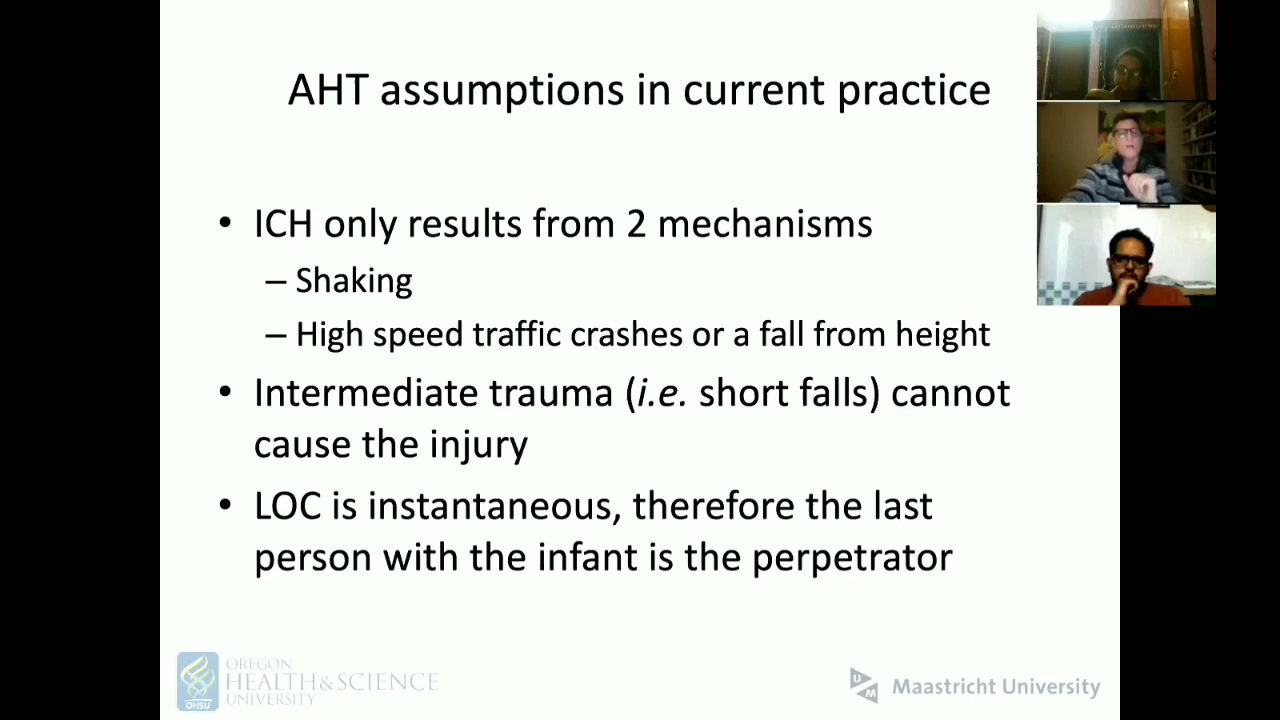 AHT assumptions in current practice
• ICH only results from 2 mechanisms
– Shaking
– High speed traffic crashes or a fall from height
• Intermediate trauma (i.e. short falls) cannot
cause the injury
• LOC is instantaneous, therefore the last
person with the infant is the perpetrator
OHSU
OREGON
HEALTH&SCIENCE
UNIVERSITY
U
M
Maastricht University